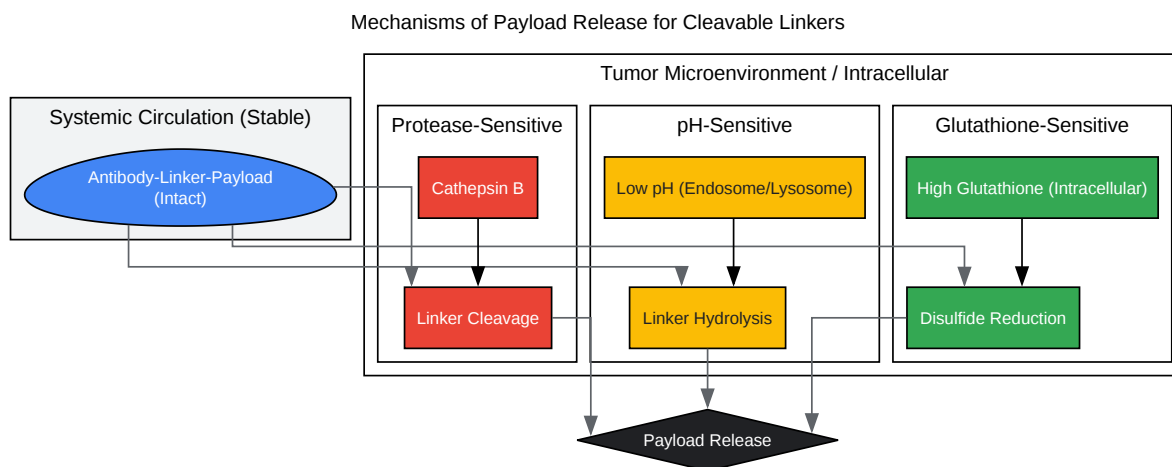 Mechanisms of Payload Release for Cleavable Linkers
Tumor Microenvironment / Intracellular
Systemic Circulation (Stable)
Protease-Sensitive
pH-Sensitive
Glutathione-Sensitive
Antibody-Linker-Payload
(Intact)
Cathepsin B
Low pH (Endosome/Lysosome)
High Glutathione (Intracellular)
Linker Cleavage
Linker Hydrolysis
Disulfide Reduction
Payload Release